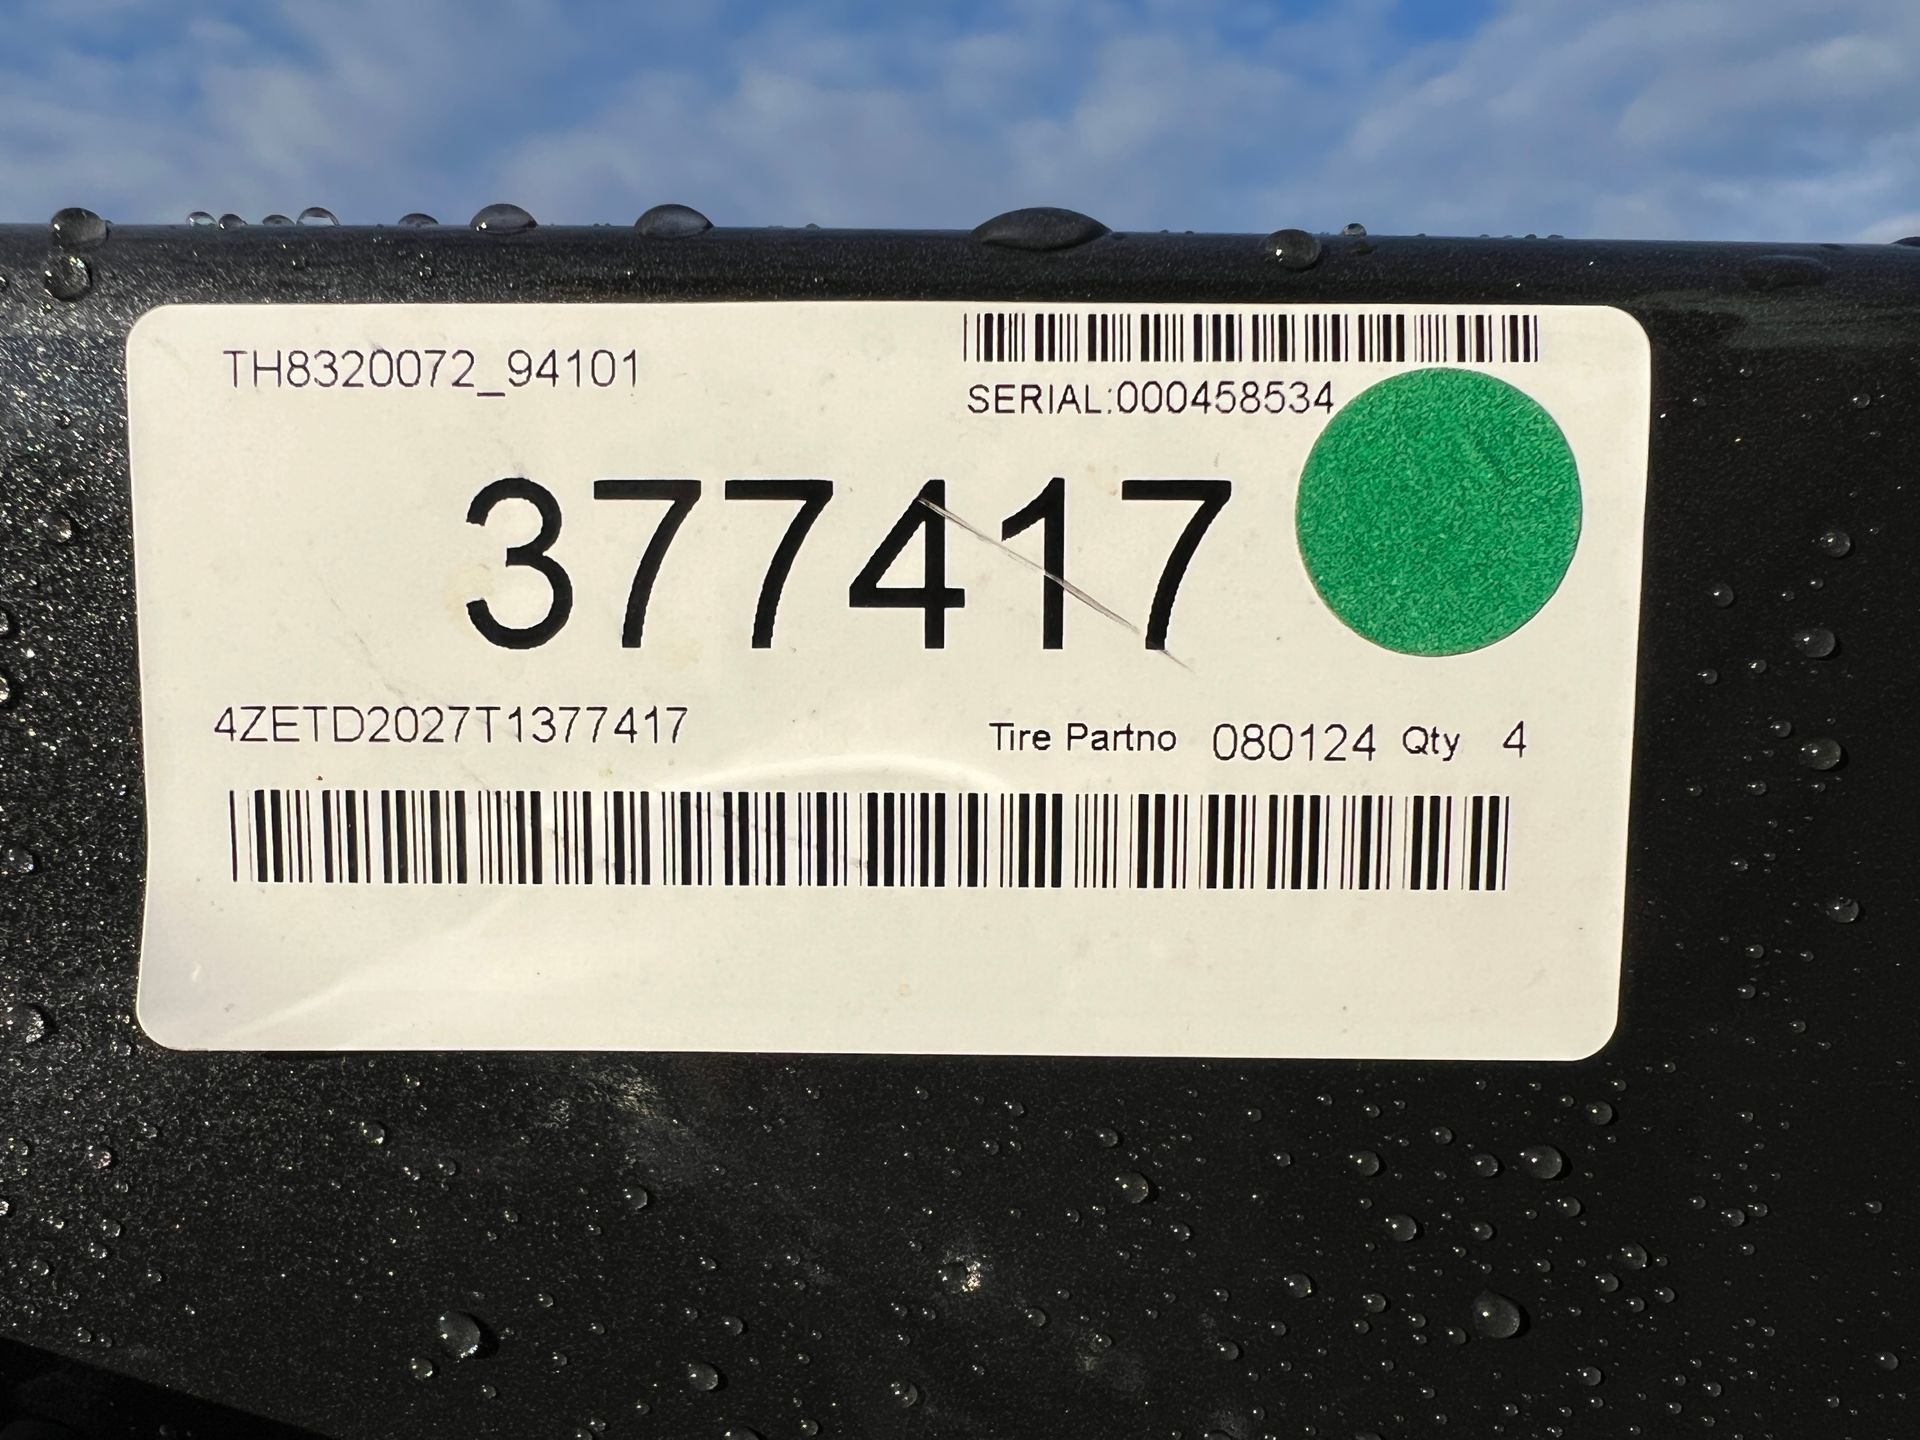 TH8320072_94101
SERIAL:000458534
377417
4ZETD2027T1377417
Tire Partno 080124 Qty 4